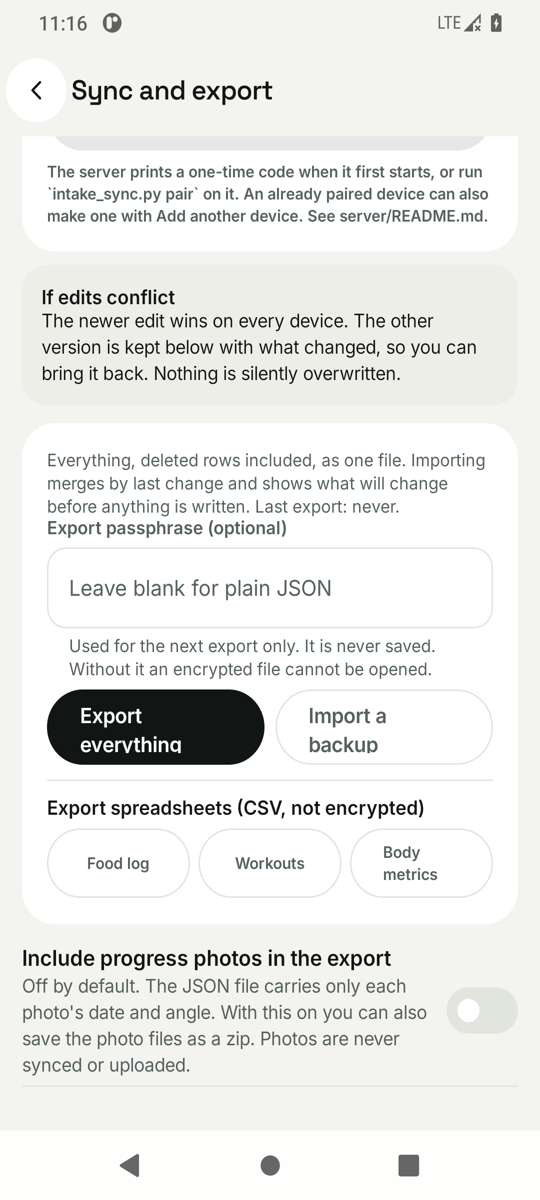 11:16
LTE
Sync and export
The server prints a one-time code when it first starts, or run
`intake_sync.py pair` on it. An already paired device can also
make one with Add another device. See server/README.md.
If edits conflict
The newer edit wins on every device. The other
version is kept below with what changed, so you can
bring it back. Nothing is silently overwritten.
Everything, deleted rows included, as one file. Importing
merges by last change and shows what will change
before anything is written. Last export: never.
Export passphrase (optional)
Leave blank for plain JSON
Used for the next export only. It is never saved.
Without it an encrypted file cannot be opened.
Export
everything
Import a
backup
Export spreadsheets (CSV, not encrypted)
Food log
Workouts
Body
metrics
Include progress photos in the export
Off by default. The JSON file carries only each
photo's date and angle. With this on you can also
save the photo files as a zip. Photos are never
synced or uploaded.